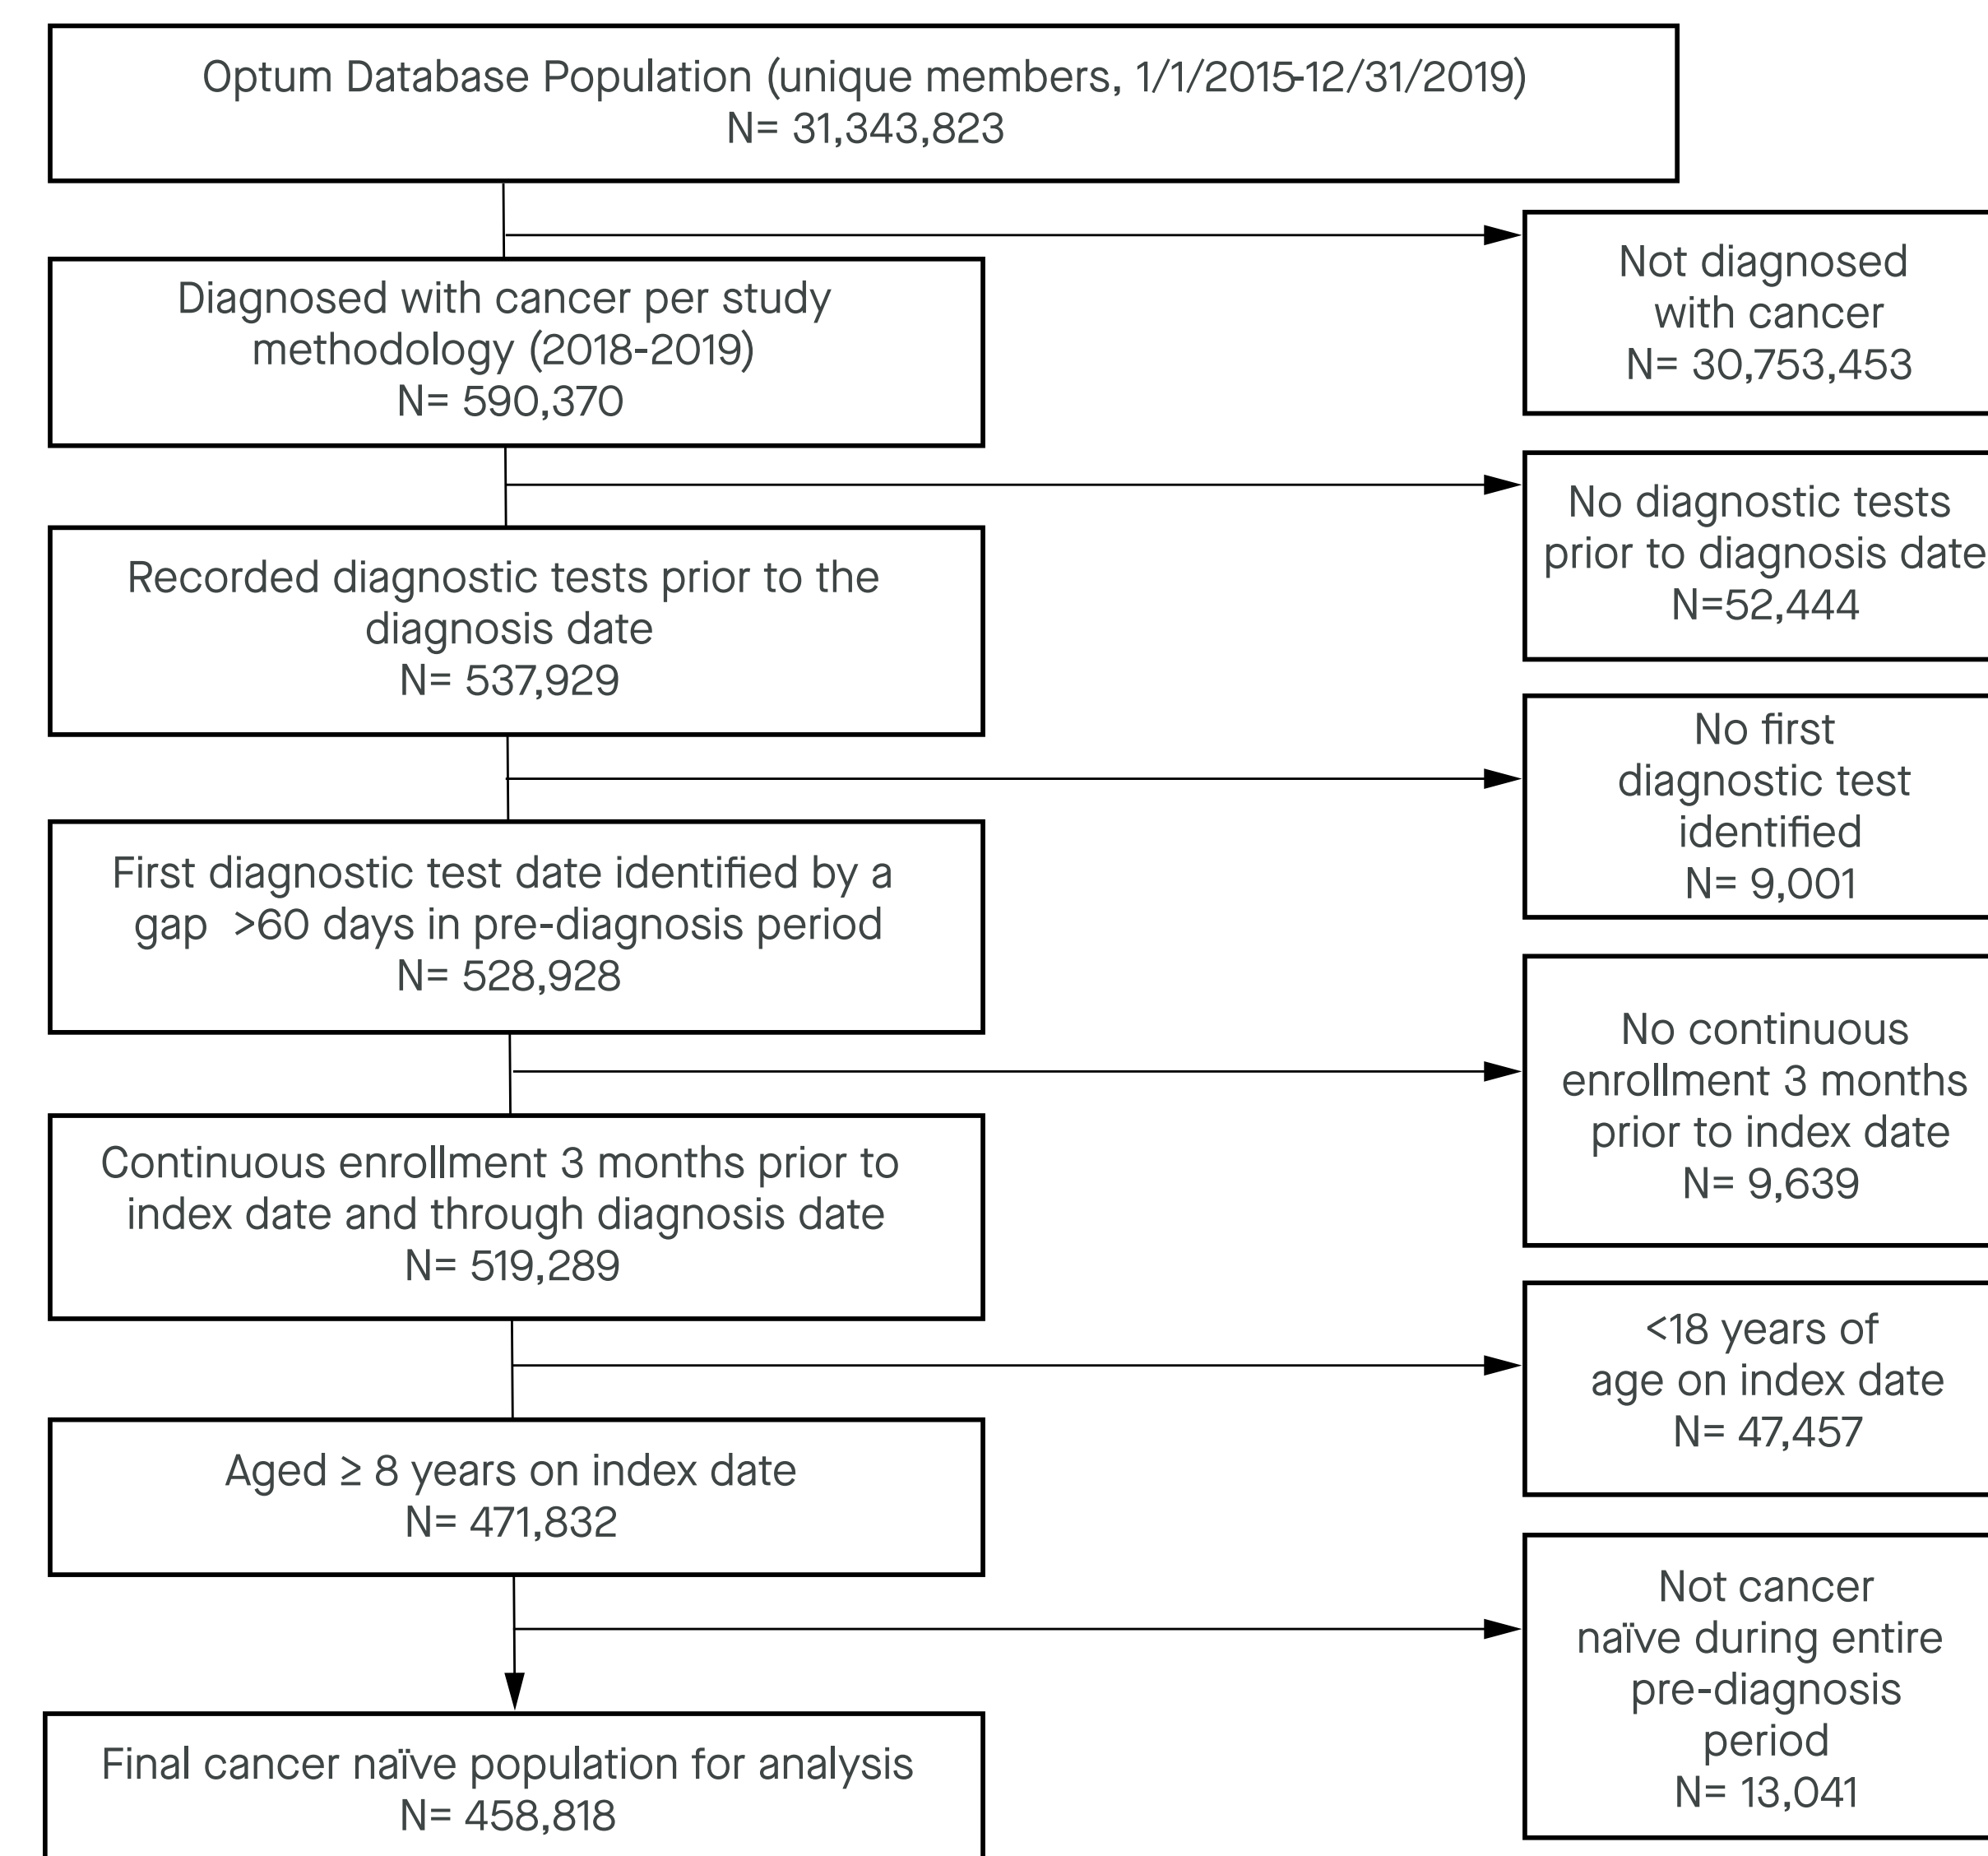 Optum Database Population (unique members, 1/1/2015-12/31/2019)
N= 31,343,823
Not diagnosed
with cancer
N= 30,753,453
Diagnosed with cancer per study
methodology (2018-2019)
N= 590,370
No diagnostic tests
prior to diagnosis date
N=52,444
Recorded diagnostic tests prior to the
diagnosis date
N= 537,929
No first
diagnostic test
identified
N= 9,001
First diagnostic test date identified by a
gap >60 days in pre-diagnosis period
N= 528,928
No continuous
enrollment 3 months
prior to index date
N= 9,639
Continuous enrollment 3 months prior to
index date and through diagnosis date
N= 519,289
<18 years of
age on index date
N= 47,457
Aged ≥ 8 years on index date
N= 471,832
Not cancer
naïve during entire
pre-diagnosis
period
N= 13,041
Final cancer naïve population for analysis
N= 458,818